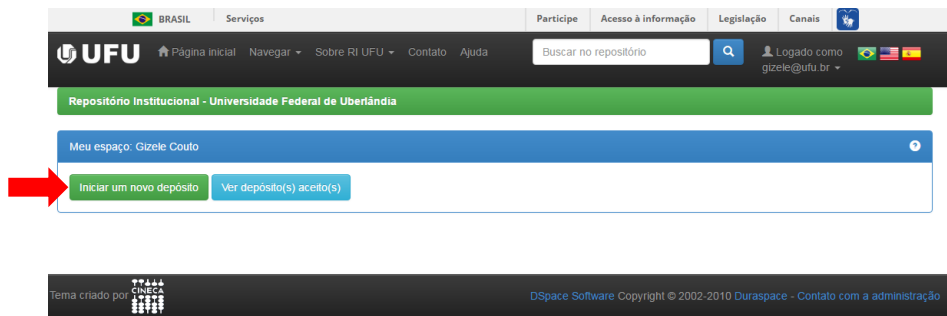 BRASIL Serviços Participe Acesso à informação Legislação Canais
UFU Página inicial Navegar Sobre RI UFU Contato Ajuda Buscar no repositório Logado como
gizele@ufu.br
Repositório Institucional - Universidade Federal de Uberlândia
Meu espaço: Gizele Couto ?
Iniciar um novo depósito Ver depósito(s) aceito(s)
Tema criado por CINECA DSpace Software Copyright © 2002-2010 Duraspace - Contato com a administração